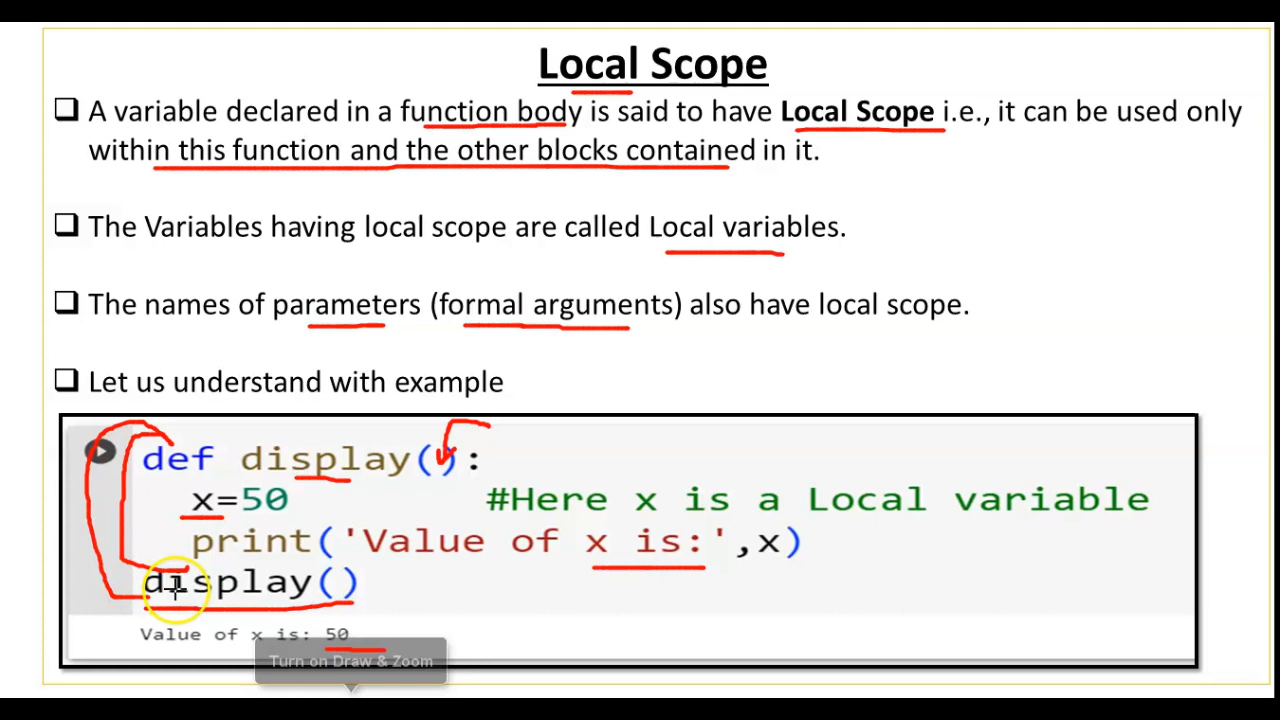 Local Scope
❑ A variable declared in a function body is said to have Local Scope i.e., it can be used only
within this function and the other blocks contained in it.
❑ The Variables having local scope are called Local variables.
❑ The names of parameters (formal arguments) also have local scope.
❑ Let us understand with example
def display():
x=50 #Here x is a Local variable
print('Value of x is:',x)
display()
Value of x is: 50
Turn on Draw & Zoom